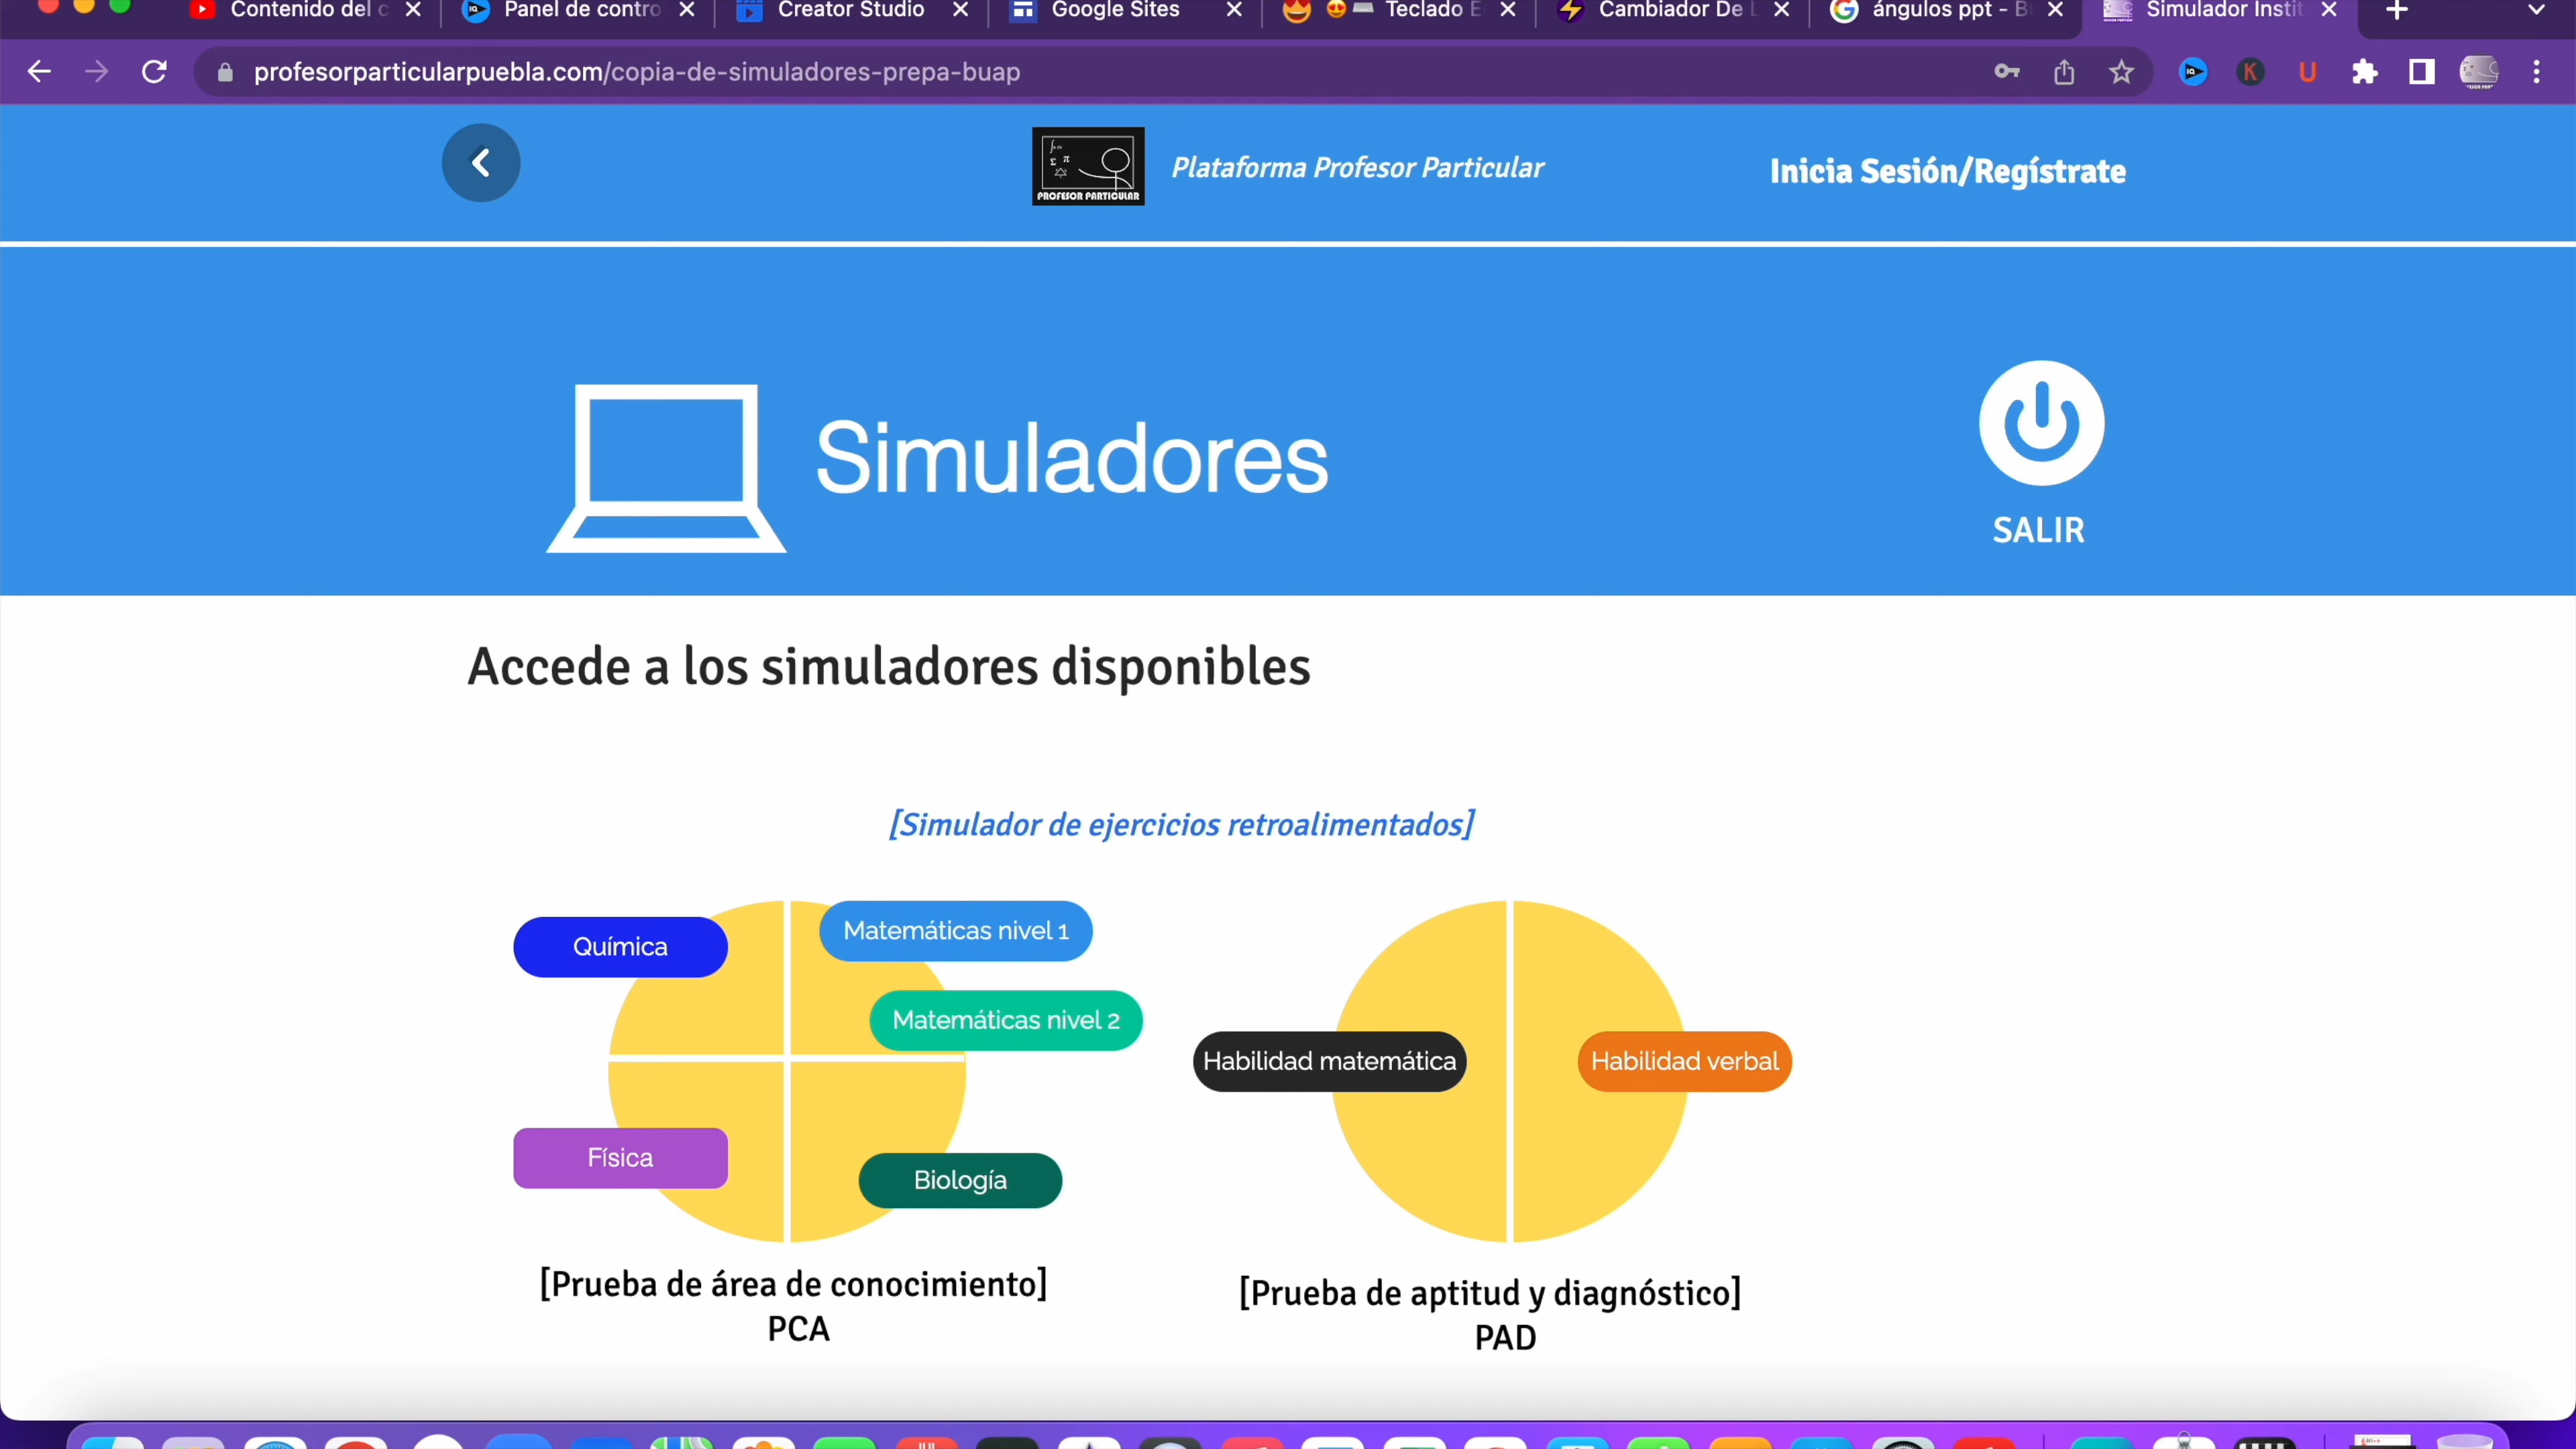 Contenido del c
Panel de contro
Creator Studio
Google Sites
Teclado E
Cambiador De L
ángulos ppt - B
Simulador Instit
profesorparticularpuebla.com/copia-de-simuladores-prepa-buap
PROFESOR PARTICULAR
Plataforma Profesor Particular
Inicia Sesión/Regístrate
Simuladores
SALIR
Accede a los simuladores disponibles
[Simulador de ejercicios retroalimentados]
Química
Matemáticas nivel 1
Matemáticas nivel 2
Habilidad matemática
Habilidad verbal
Física
Biología
[Prueba de área de conocimiento]
PCA
[Prueba de aptitud y diagnóstico]
PAD